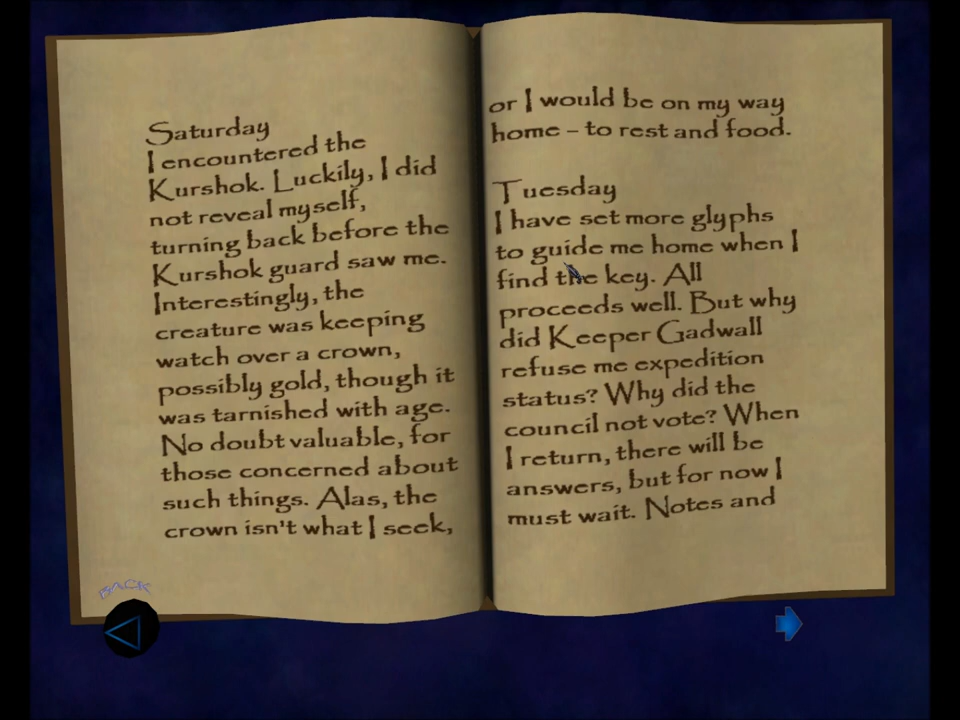 Saturday
I encountered the
Kurshok. Luckily, I did
not reveal myself,
turning back before the
Kurshok guard saw me.
Interestingly, the
creature was keeping
watch over a crown,
possibly gold, though it
was tarnished with age.
No doubt valuable, for
those concerned about
such things. Alas, the
crown isn't what I seek,
or I would be on my way
home - to rest and food.
Tuesday
I have set more glyphs
to guide me home when I
find the key. All
proceeds well. But why
did Keeper Gadwall
refuse me expedition
status? Why did the
council not vote? When
I return, there will be
answers, but for now I
must wait. Notes and
BACK